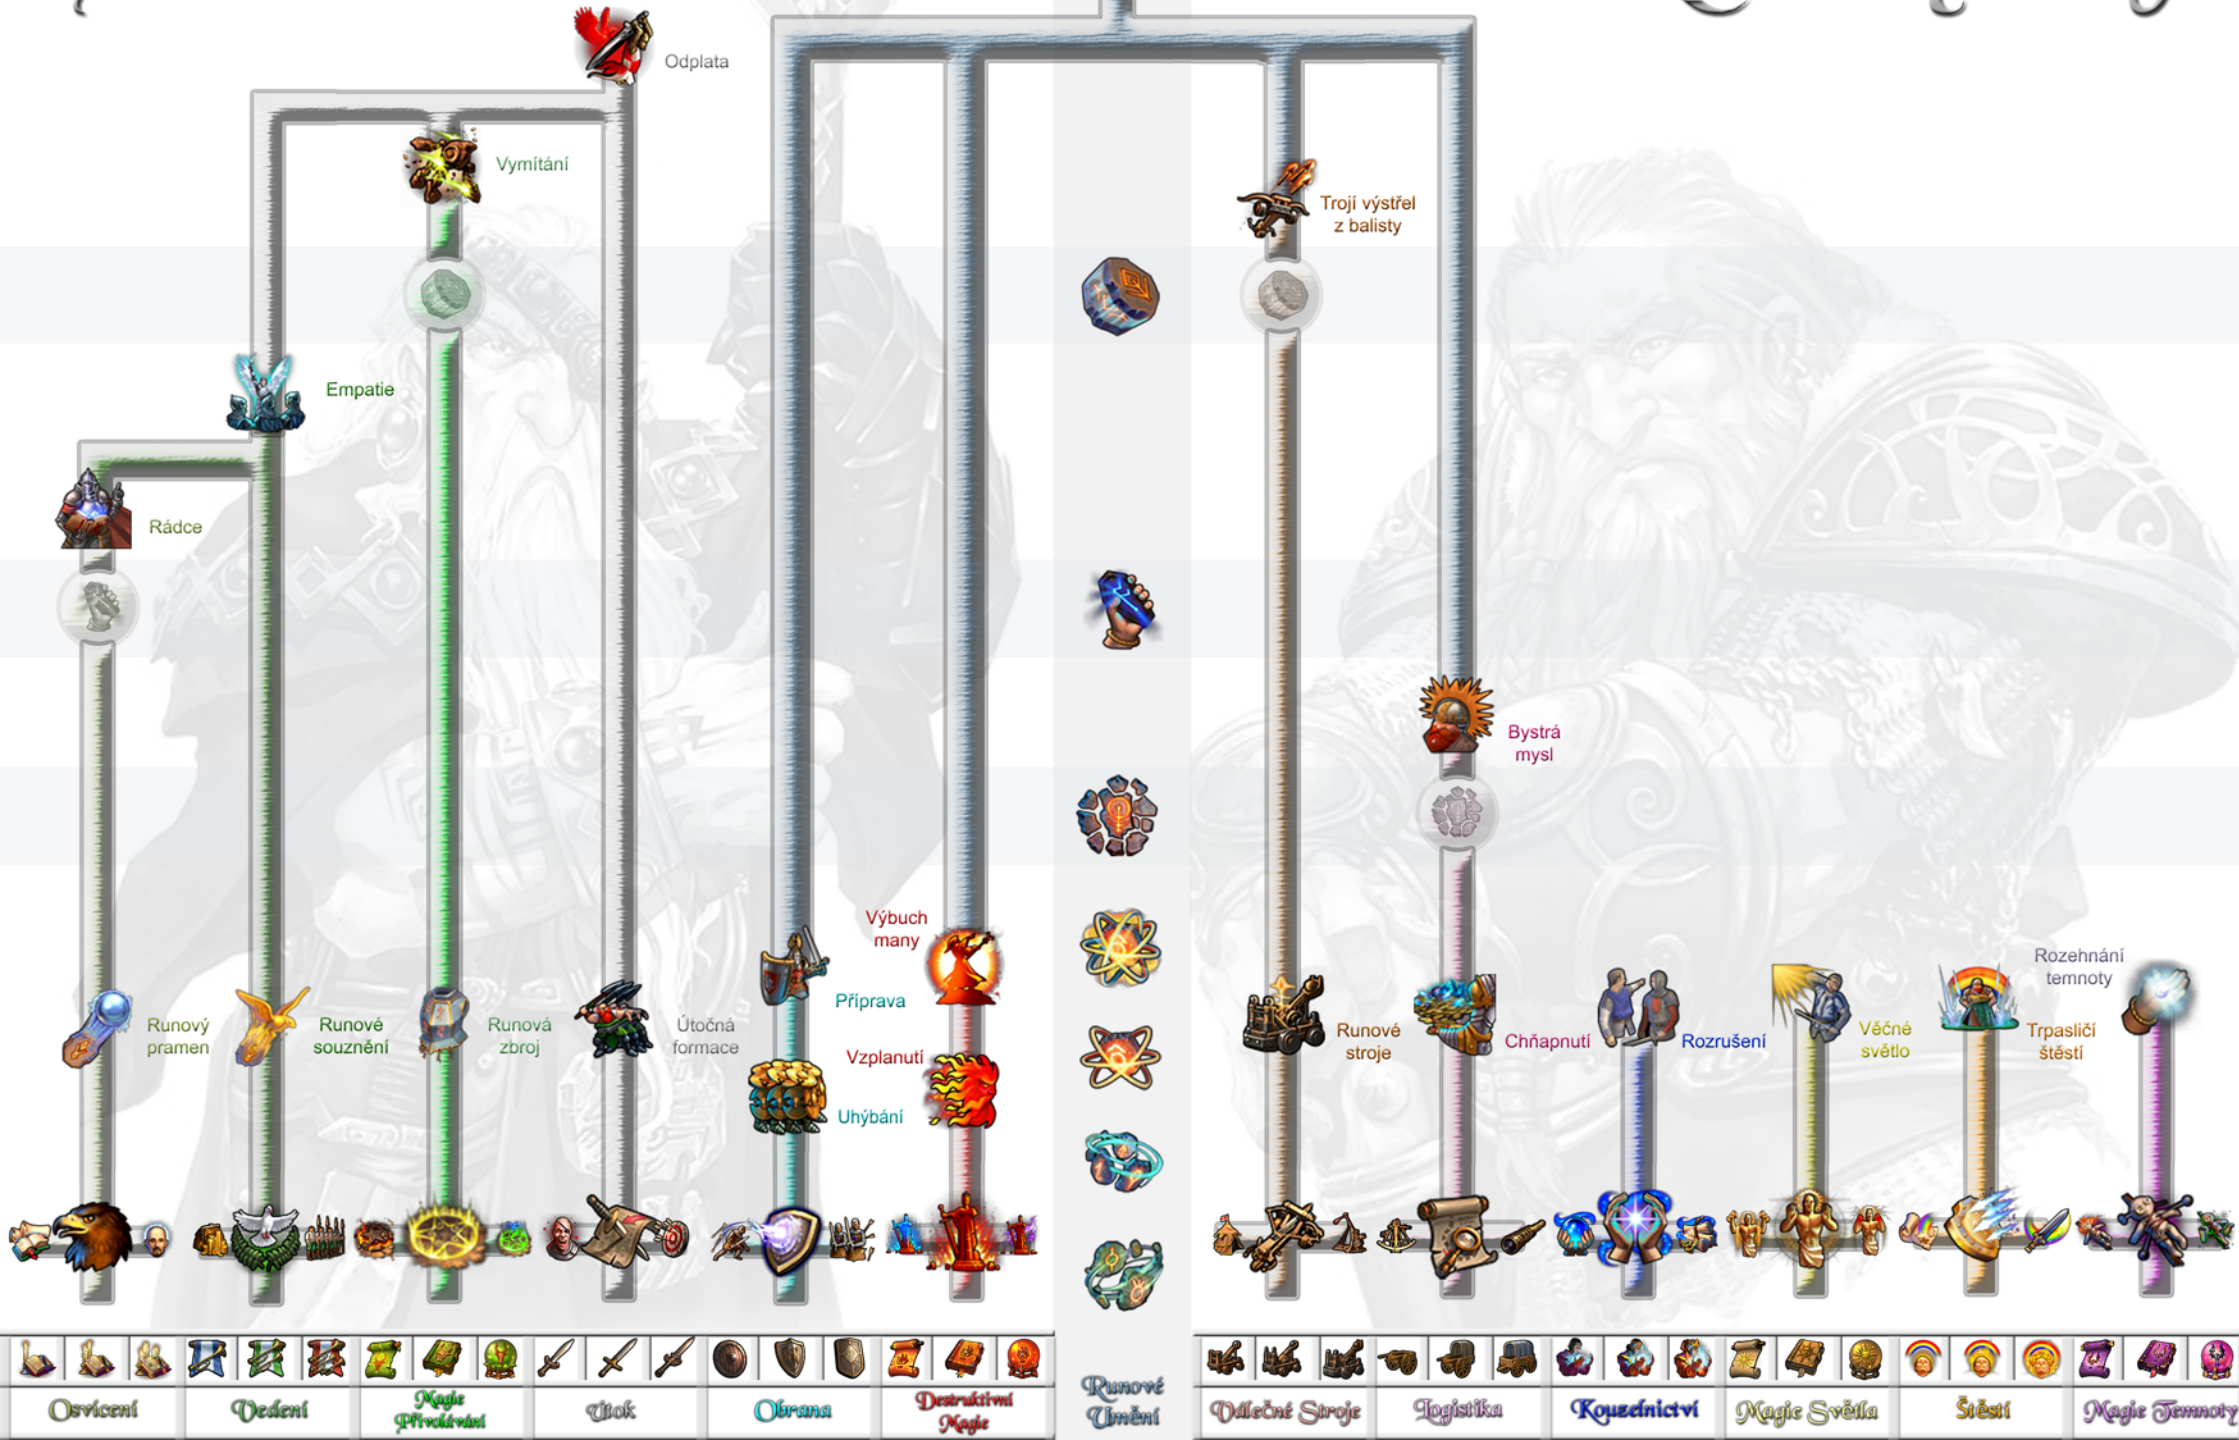 Odplata
Vymítání
Trojí výstřel
z balisty
Empatie
Rádce
Bystrá
mysl
Výbuch
many
Příprava
Rozehnání
temnoty
Runový
pramen
Runové
souznění
Runová
zbroj
Útočná
formace
Vzplanutí
Uhýbání
Runové
stroje
Chňapnutí
Rozrušení
Věčné
světlo
Trpasličí
štěstí
Osvícení
Vedení
Magie
Přivolávání
Útok
Obrana
Destruktivní
Magie
Runové
Umění
Válečné Stroje
Logistika
Kouzelnictví
Magie Světla
Štěstí
Magie Temnoty